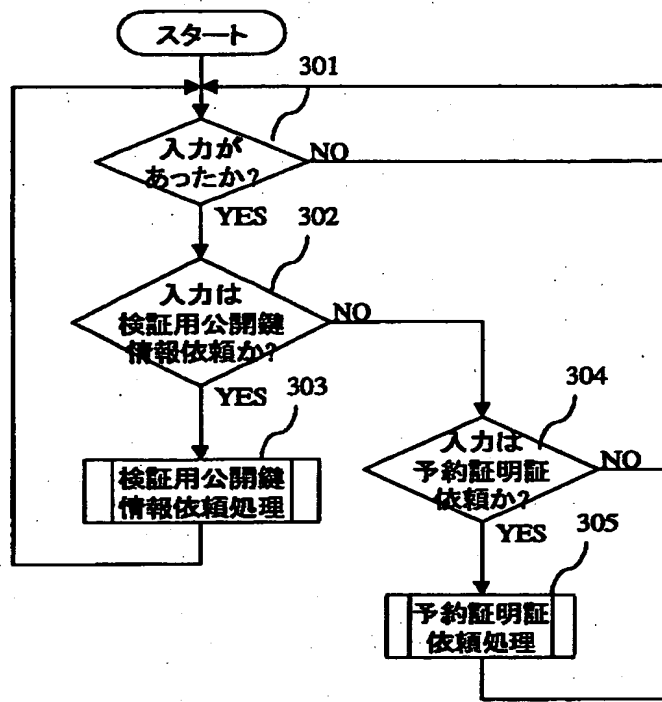 スタート
301
入力が
あったか?
NO
YES
302
入力は
検証用公開鍵
情報依頼か?
NO
YES
303
検証用公開鍵
情報依頼処理
304
入力は
予約証明証
依頼か?
NO
YES
305
予約証明証
依頼処理